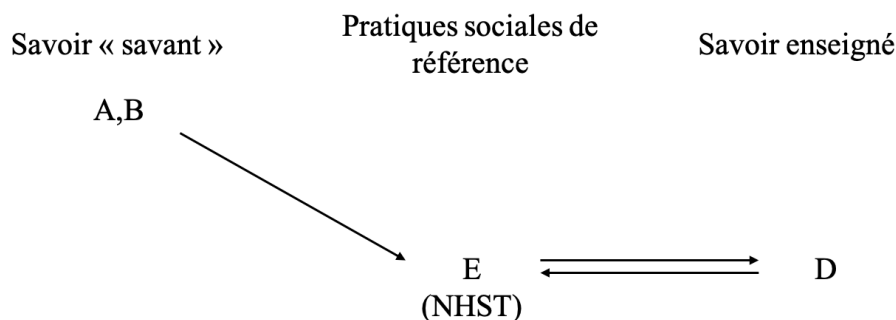 Savoir « savant »
Pratiques sociales de
référence
Savoir enseigné
A,B
E
(NHST)
D